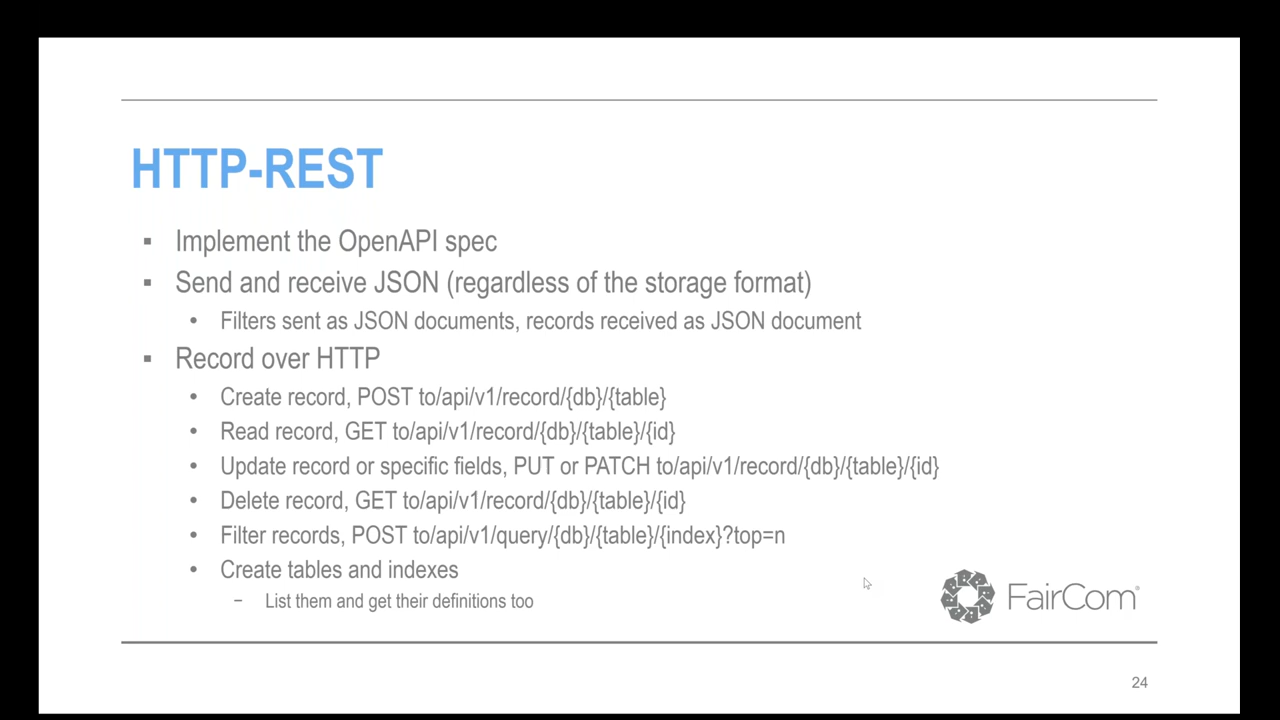 HTTP-REST
▪ Implement the OpenAPI spec
▪ Send and receive JSON (regardless of the storage format)
• Filters sent as JSON documents, records received as JSON document
▪ Record over HTTP
• Create record, POST to/api/v1/record/{db}/{table}
• Read record, GET to/api/v1/record/{db}/{table}/{id}
• Update record or specific fields, PUT or PATCH to/api/v1/record/{db}/{table}/{id}
• Delete record, GET to/api/v1/record/{db}/{table}/{id}
• Filter records, POST to/api/v1/query/{db}/{table}/{index}?top=n
• Create tables and indexes
− List them and get their definitions too
FairCom®
24